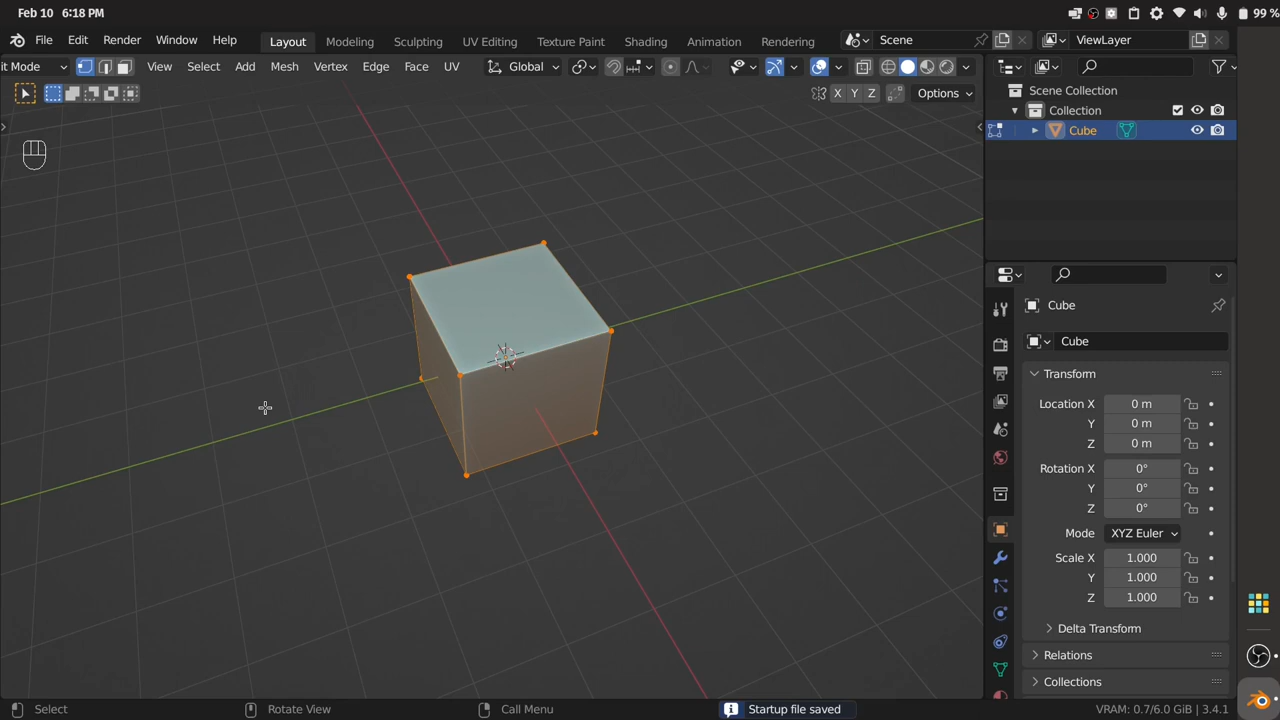 Feb 10 6:18 PM
99 %
File Edit Render Window Help Layout Modeling Sculpting UV Editing Texture Paint Shading Animation Rendering Scene ViewLayer
it Mode View Select Add Mesh Vertex Edge Face UV Global
X Y Z Options
Scene Collection
Collection
Cube
Cube
Cube
Transform
Location X 0 m
Y 0 m
Z 0 m
Rotation X 0°
Y 0°
Z 0°
Mode XYZ Euler
Scale X 1.000
Y 1.000
Z 1.000
Delta Transform
Relations
Collections
Select Rotate View Call Menu Startup file saved VRAM: 0.7/6.0 GiB | 3.4.1